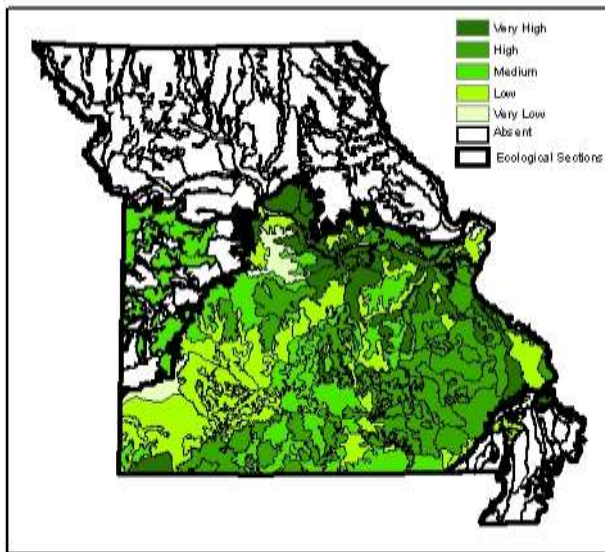 Very High
High
Medium
Low
Very Low
Absent
Ecological Sections